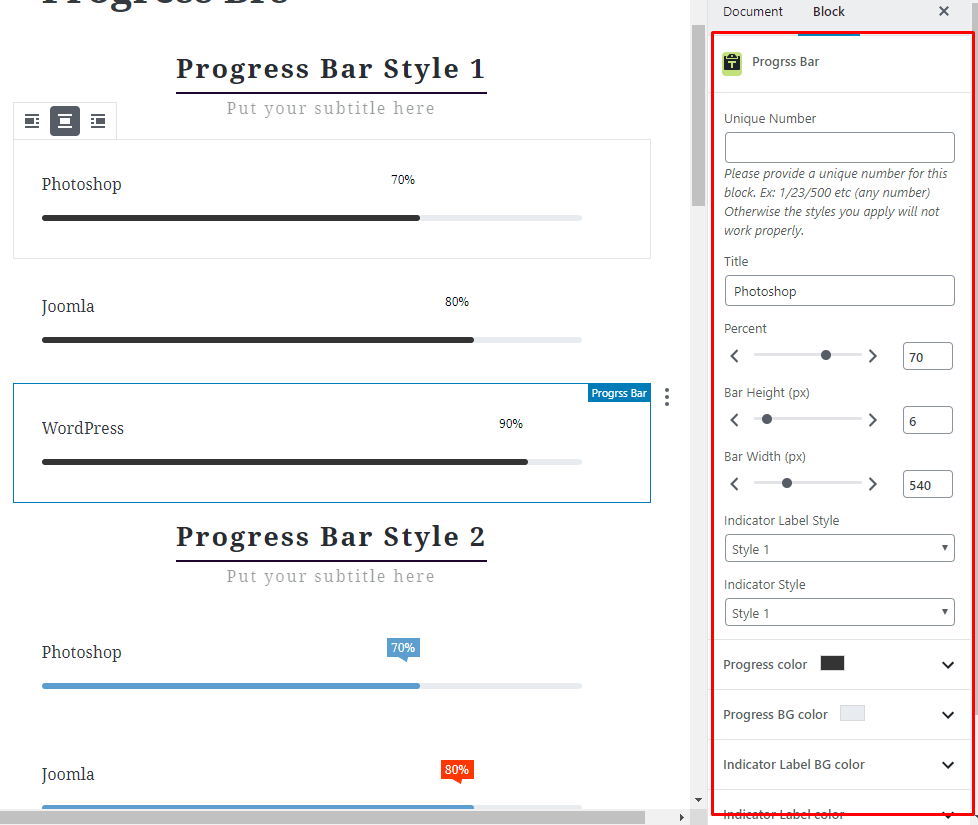 Progress Bro
Progress Bar Style 1
Put your subtitle here
Photoshop
70%
Joomla
80%
Progrss Bar
WordPress
90%
Progress Bar Style 2
Put your subtitle here
Photoshop
70%
Joomla
80%
Document
Block
Progrss Bar
Unique Number
Please provide a unique number for this
block. Ex: 1/23/500 etc (any number)
Otherwise the styles you apply will not
work properly.
Title
Photoshop
Percent
70
Bar Height (px)
6
Bar Width (px)
540
Indicator Label Style
Style 1
Indicator Style
Style 1
Progress color
Progress BG color
Indicator Label BG color
Indicator Label color